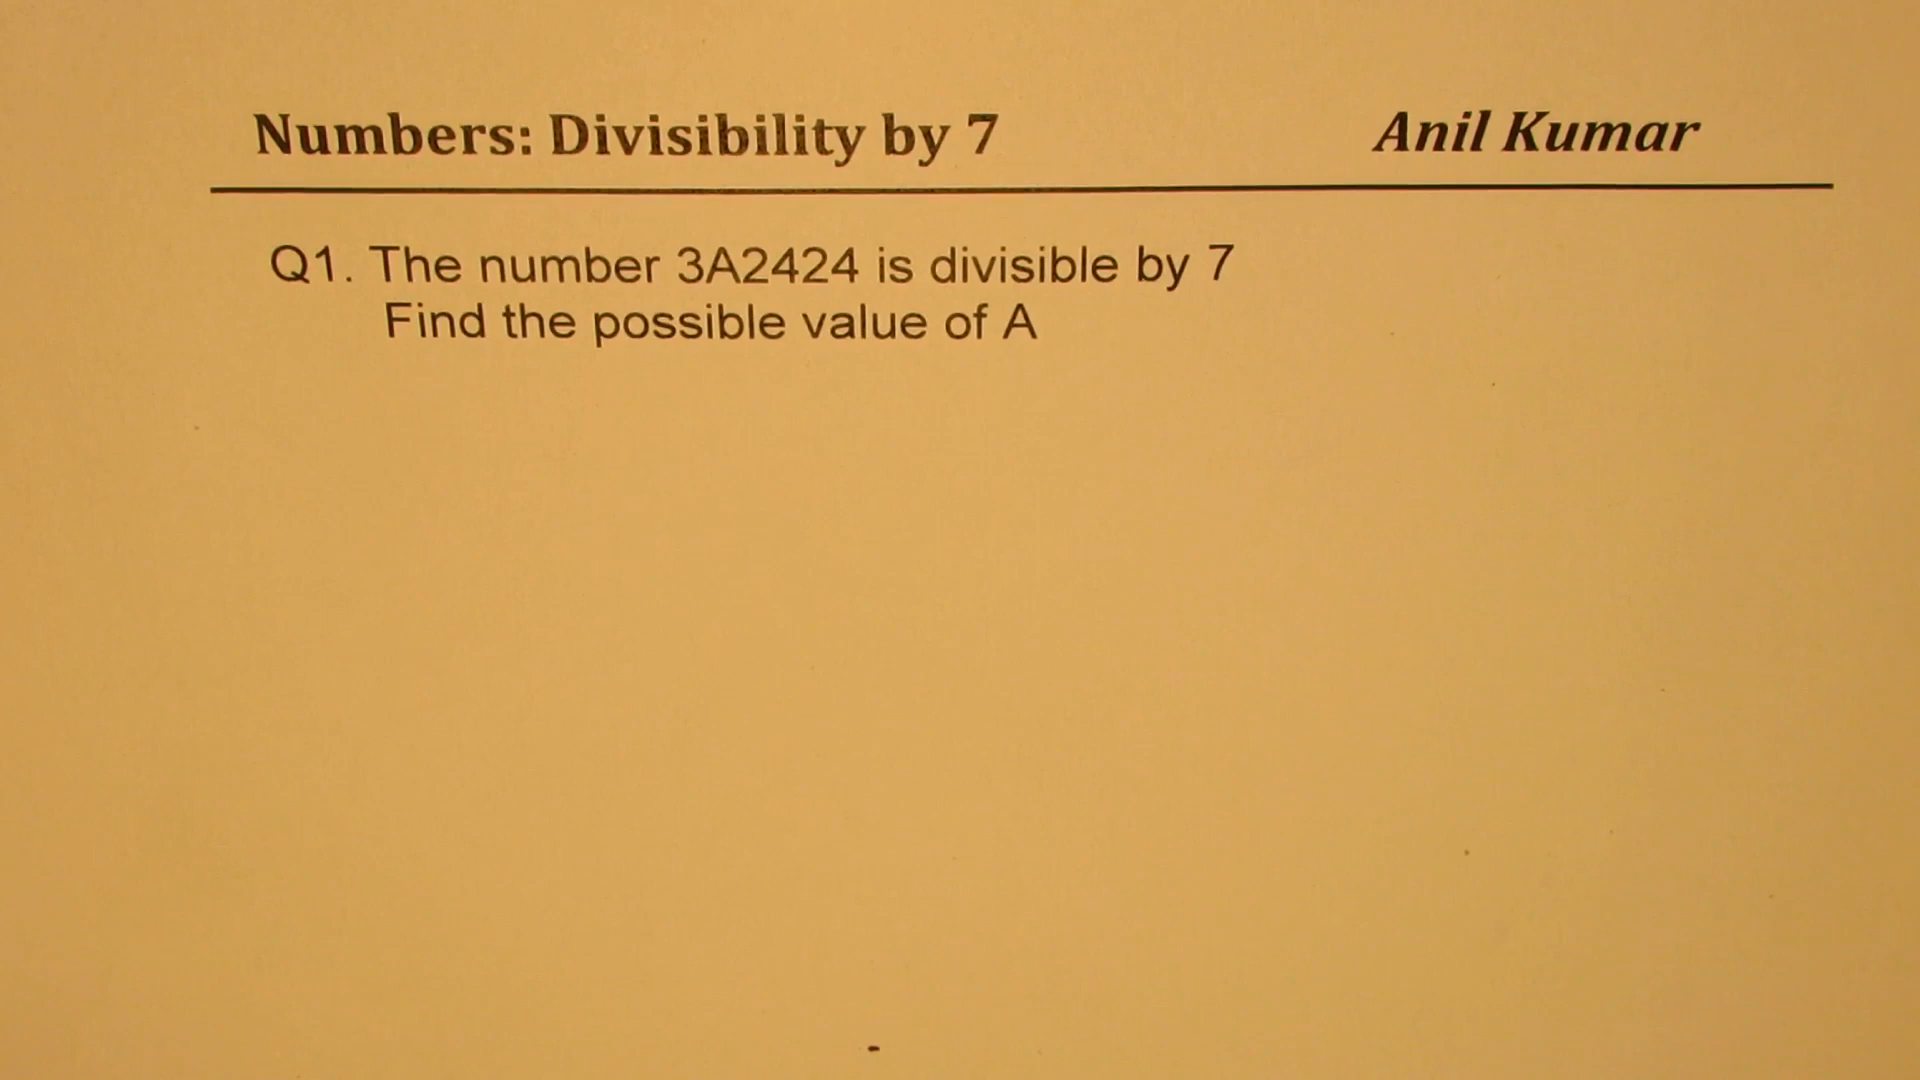 Numbers: Divisibility by 7 Anil Kumar
Q1. The number 3A2424 is divisible by 7
Find the possible value of A